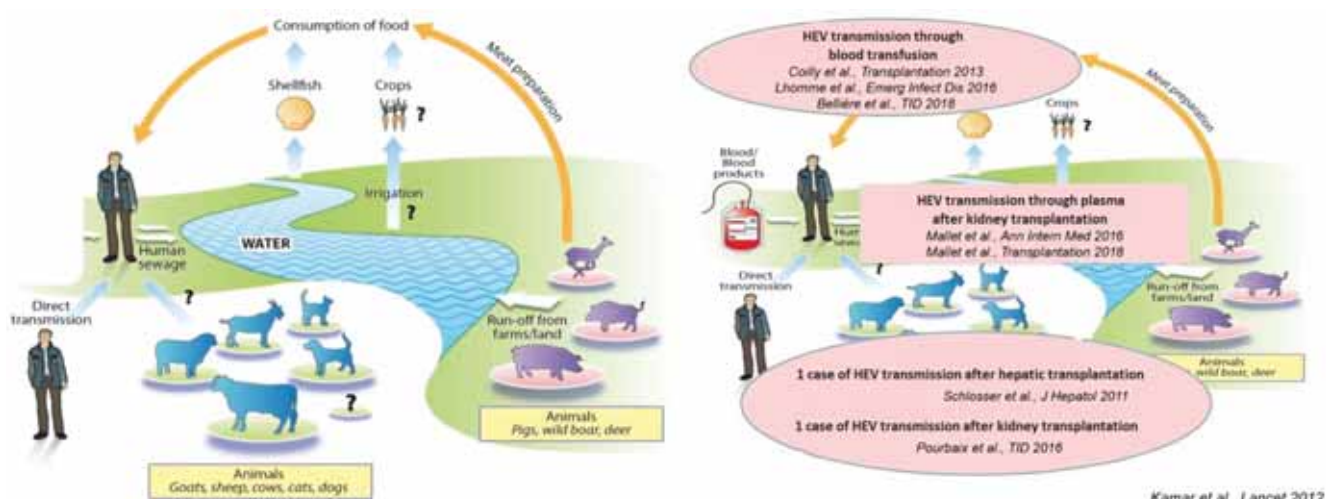 Consumption of food
Meat preparation
Shellfish
Crops
?
Irrigation
?
WATER
Human
sewage
Direct
transmission
?
Run-off from
farms/land
?
Animals
Pigs, wild boar, deer
Animals
Goats, sheep, cows, cats, dogs
HEV transmission through
blood transfusion
Coilly et al., Transplantation 2013
Lhomme et al., Emerg Infect Dis 2016
Bellière et al., TID 2018
Meat preparation
Crops
?
Blood/
Blood
products
HEV transmission through plasma
after kidney transplantation
Mallet et al., Ann Intern Med 2016
Mallet et al., Transplantation 2018
?
Direct
transmission
Run-off from
farms/land
Animals
wild boar, deer
1 case of HEV transmission after hepatic transplantation
Schlosser et al., J Hepatol 2011
1 case of HEV transmission after kidney transplantation
Pourbaix et al., TID 2016
Kamar et al., Lancet 2012